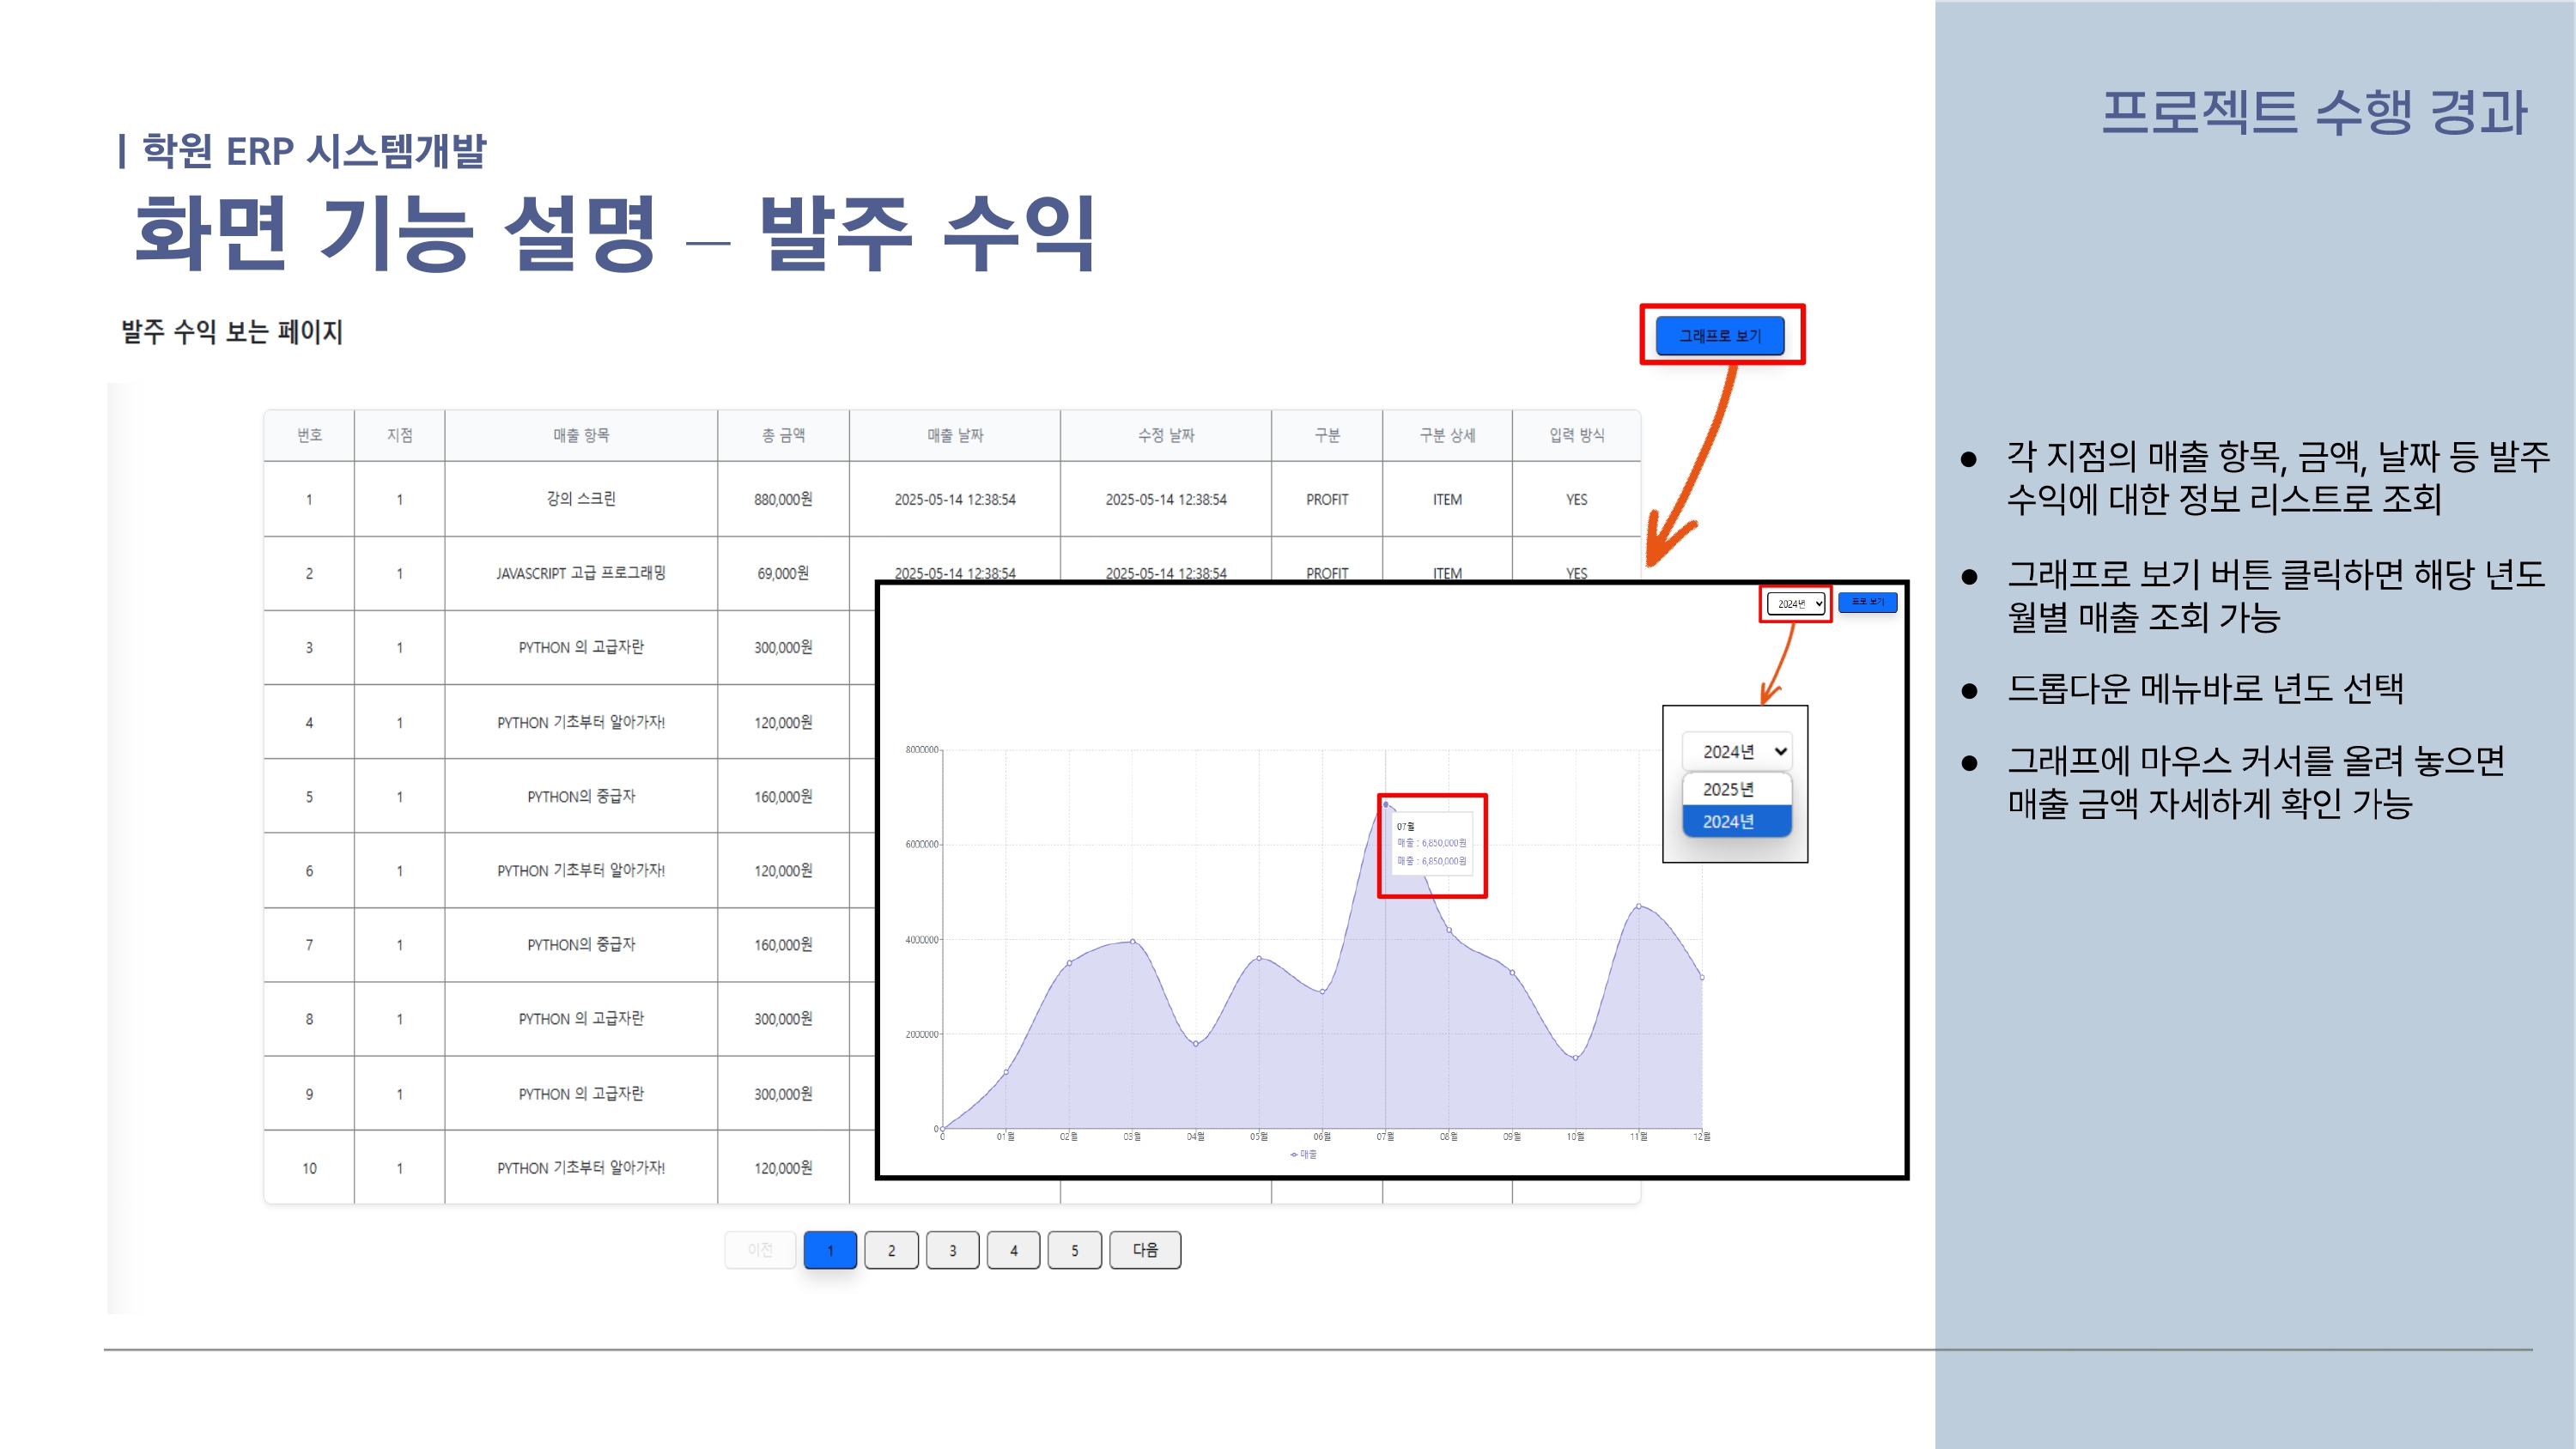 | 학원 ERP 시스템개발
화면 기능 설명 – 발주 수익
프로젝트 수행 경과
발주 수익 보는 페이지
그래프로 보기
번호 지점 매출 항목 총 금액 매출 날짜 수정 날짜 구분 구분 상세 입력 방식
1 1 강의 스크린 880,000원 2025-05-14 12:38:54 2025-05-14 12:38:54 PROFIT ITEM YES
2 1 JAVASCRIPT 고급 프로그래밍 69,000원 2025-05-14 12:38:54 2025-05-14 12:38:54 PROFIT ITEM YES
3 1 PYTHON 의 고급자란 300,000원
4 1 PYTHON 기초부터 알아가자! 120,000원
5 1 PYTHON의 중급자 160,000원
6 1 PYTHON 기초부터 알아가자! 120,000원
7 1 PYTHON의 중급자 160,000원
8 1 PYTHON 의 고급자란 300,000원
9 1 PYTHON 의 고급자란 300,000원
10 1 PYTHON 기초부터 알아가자! 120,000원
이전 1 2 3 4 5 다음
2024년 프로 보기
2024년
2025년
2024년
8000000
6000000
4000000
2000000
0
07월
매출 : 6,850,000원
매출 : 6,850,000원
0 01월 02월 03월 04월 05월 06월 07월 08월 09월 10월 11월 12월
매출
● 각 지점의 매출 항목, 금액, 날짜 등 발주
수익에 대한 정보 리스트로 조회
● 그래프로 보기 버튼 클릭하면 해당 년도
월별 매출 조회 가능
● 드롭다운 메뉴바로 년도 선택
● 그래프에 마우스 커서를 올려 놓으면
매출 금액 자세하게 확인 가능